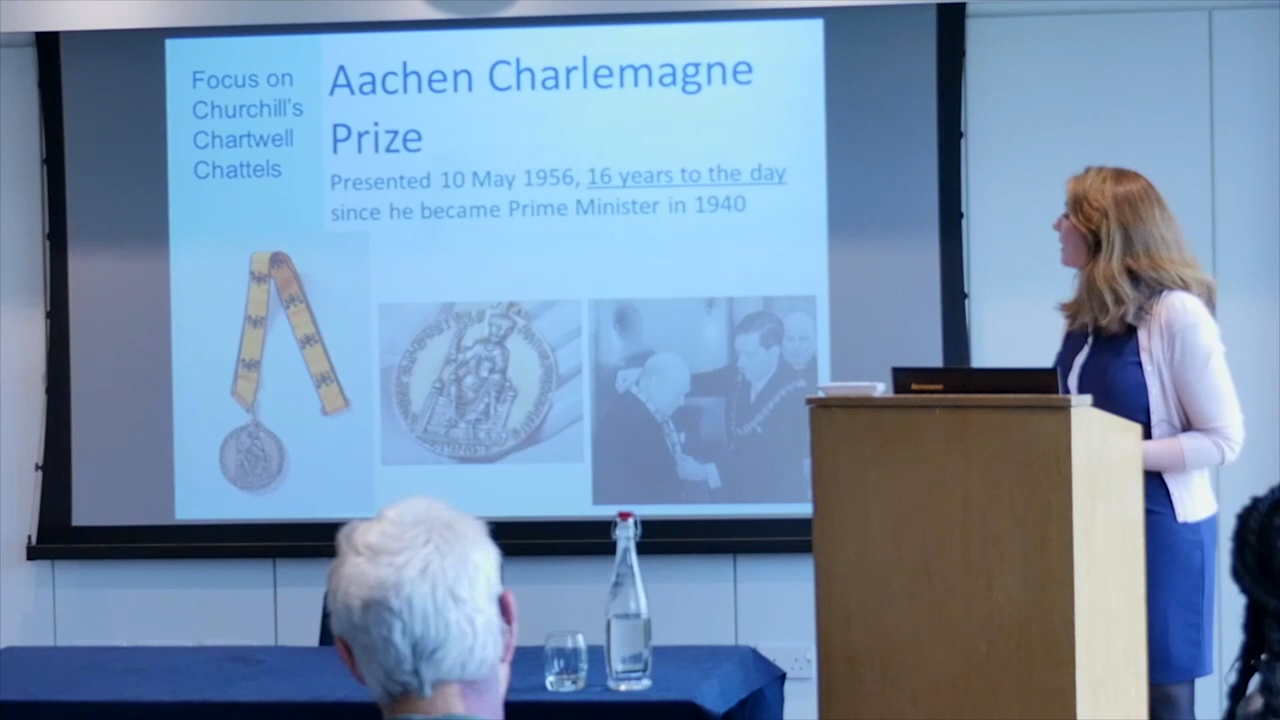 Focus on
Churchill's
Chartwell
Chattels
Aachen Charlemagne
Prize
Presented 10 May 1956, 16 years to the day
since he became Prime Minister in 1940